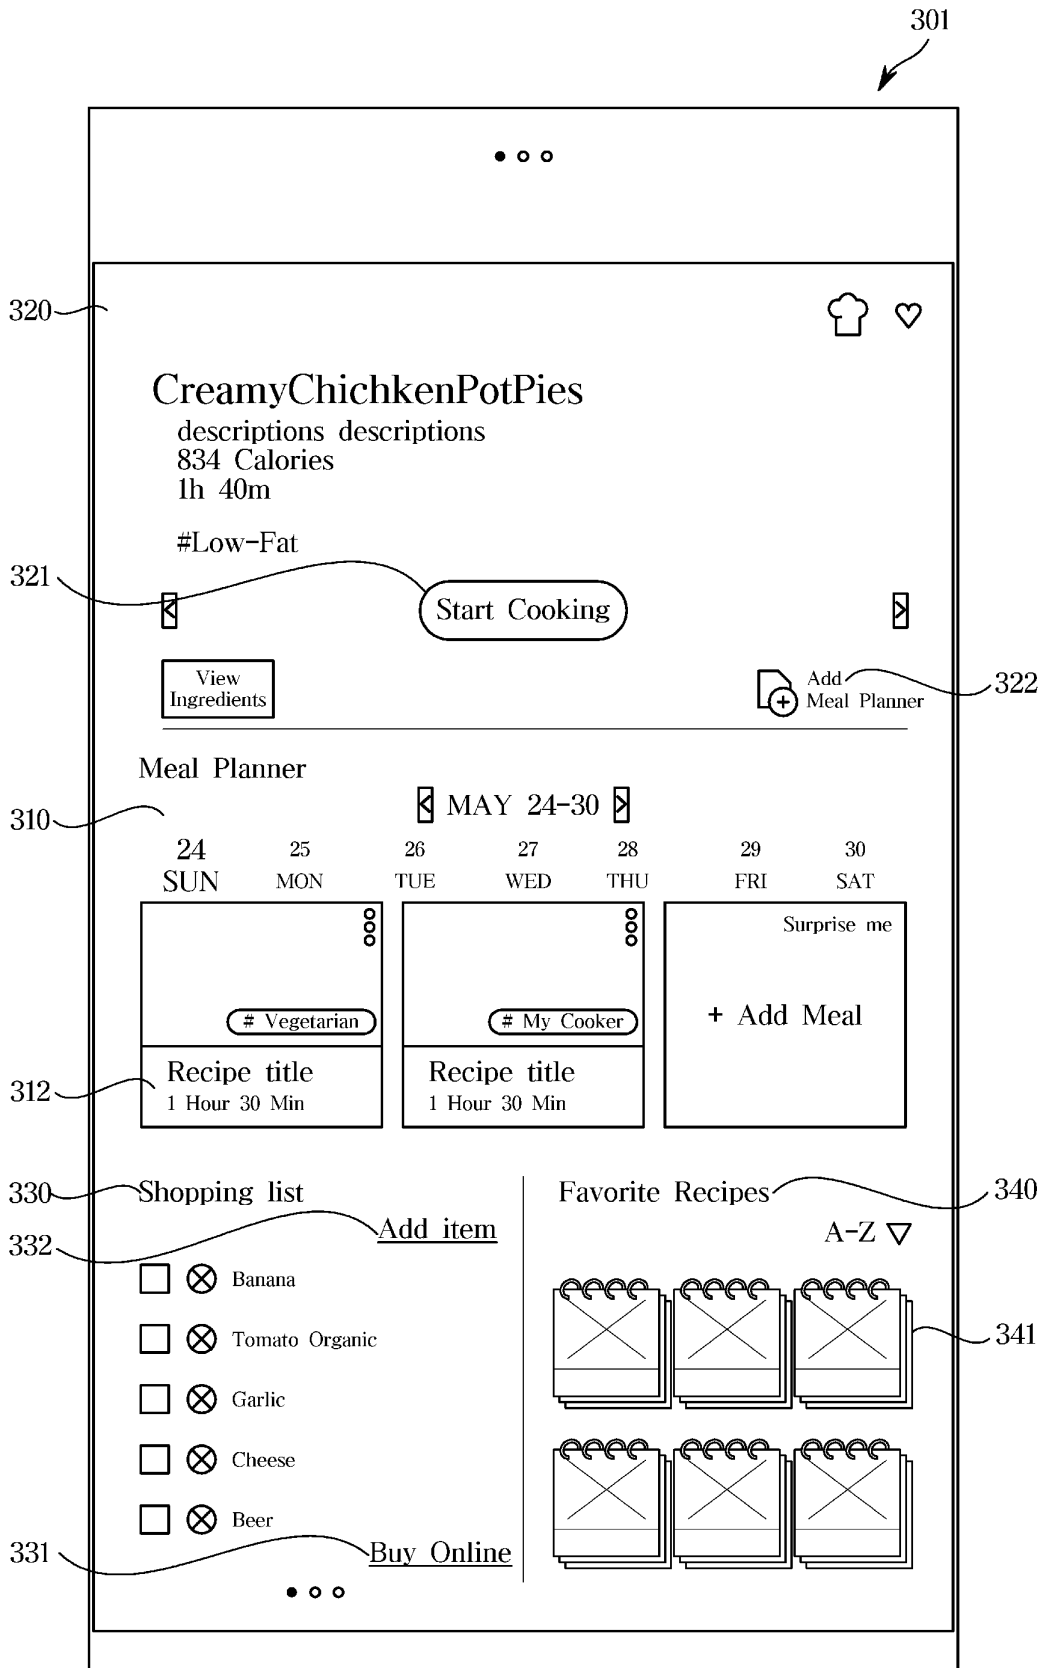 301
320
CreamyChichkenPotPies
descriptions descriptions
834 Calories
1h 40m
#Low-Fat
321
Start Cooking
View
Ingredients
Add
Meal Planner
322
Meal Planner
310
MAY 24-30
24 25 26 27 28 29 30
SUN MON TUE WED THU FRI SAT
Surprise me
# Vegetarian
# My Cooker
+ Add Meal
312
Recipe title
1 Hour 30 Min
Recipe title
1 Hour 30 Min
330
Shopping list
332
Add item
Banana
Tomato Organic
Garlic
Cheese
Beer
331
Buy Online
Favorite Recipes
340
A-Z
341